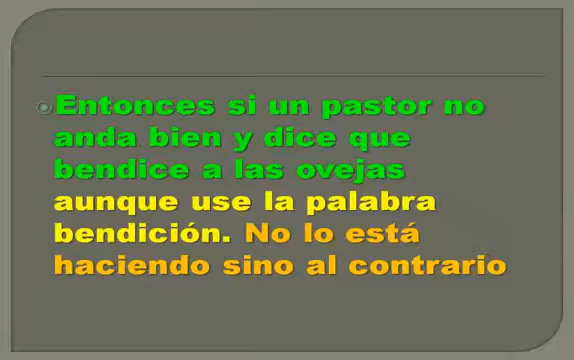 Entonces si un pastor no
anda bien y dice que
bendice a las ovejas
aunque use la palabra
bendición. No lo está
haciendo sino al contrario